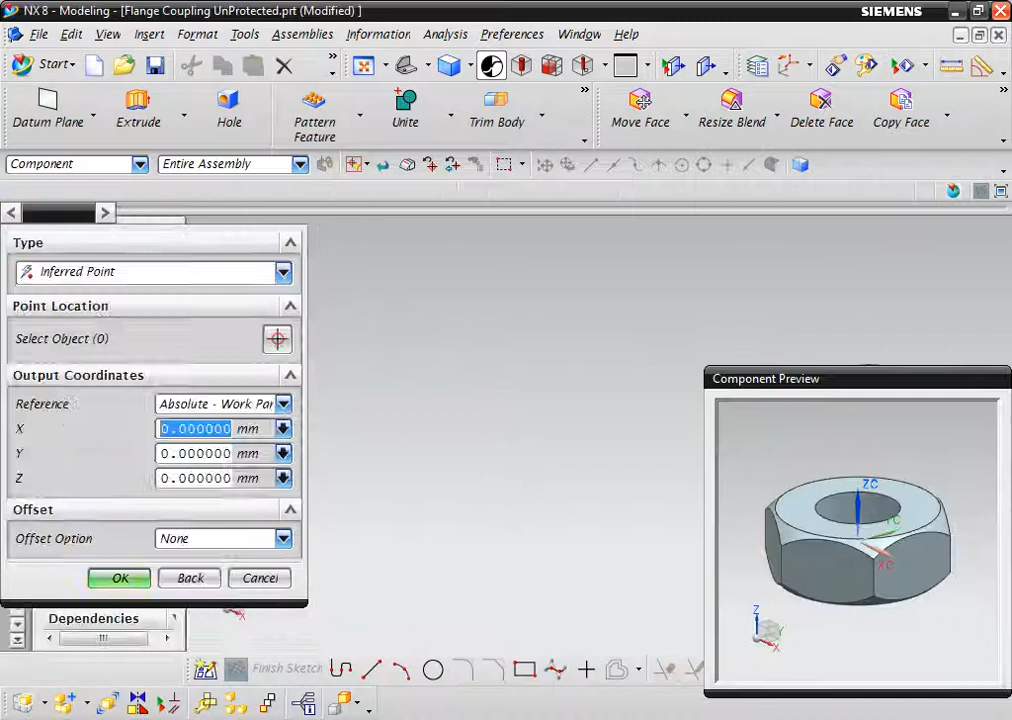 NX 8 - Modeling - [Flange Coupling UnProtected.prt (Modified) ]
SIEMENS
File Edit View Insert Format Tools Assemblies Information Analysis Preferences Window Help
Start
Datum Plane
Extrude
Hole
Pattern Feature
Unite
Trim Body
Move Face
Resize Blend
Delete Face
Copy Face
Component
Entire Assembly
Type
Inferred Point
Point Location
Select Object (0)
Output Coordinates
Reference
Absolute - Work Par
X
0.000000 mm
Y
0.000000 mm
Z
0.000000 mm
Offset
Offset Option
None
OK
Back
Cancel
Dependencies
X
Finish Sketch
Component Preview
ZC
YC
XC
Z
Y
X